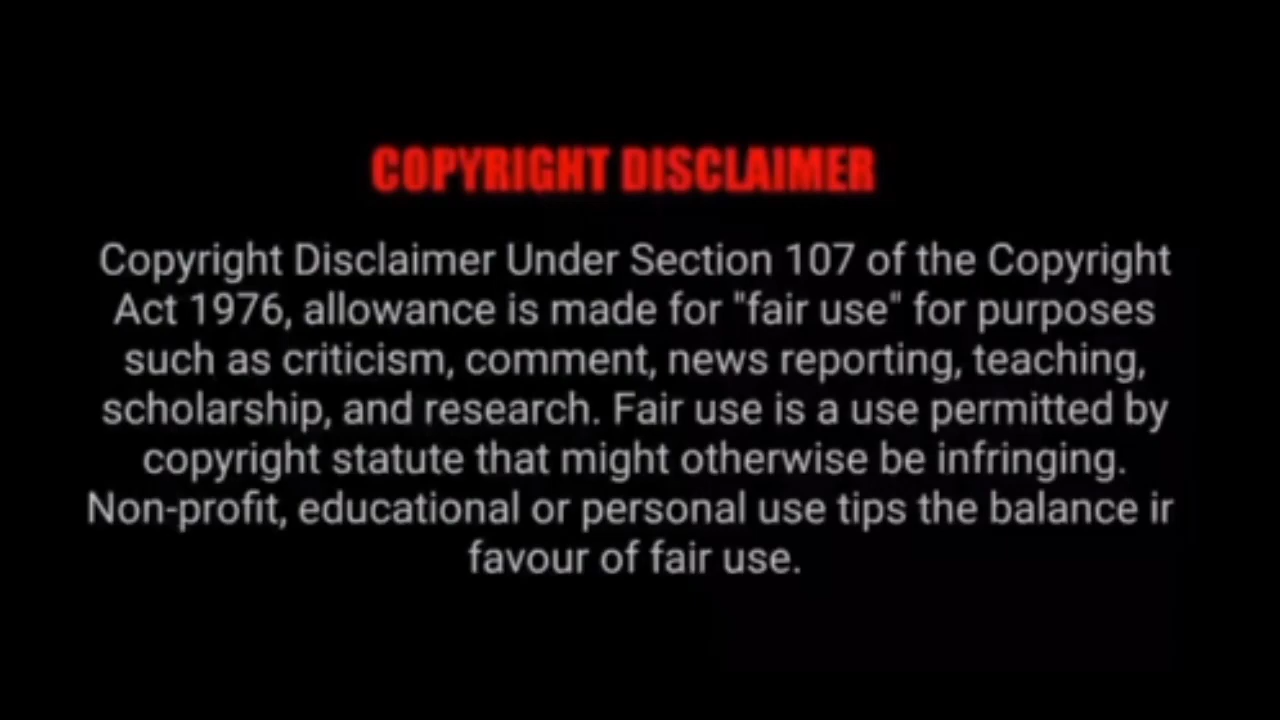 COPYRIGHT DISCLAIMER
Copyright Disclaimer Under Section 107 of the Copyright
Act 1976, allowance is made for "fair use" for purposes
such as criticism, comment, news reporting, teaching,
scholarship, and research. Fair use is a use permitted by
copyright statute that might otherwise be infringing.
Non-profit, educational or personal use tips the balance ir
favour of fair use.